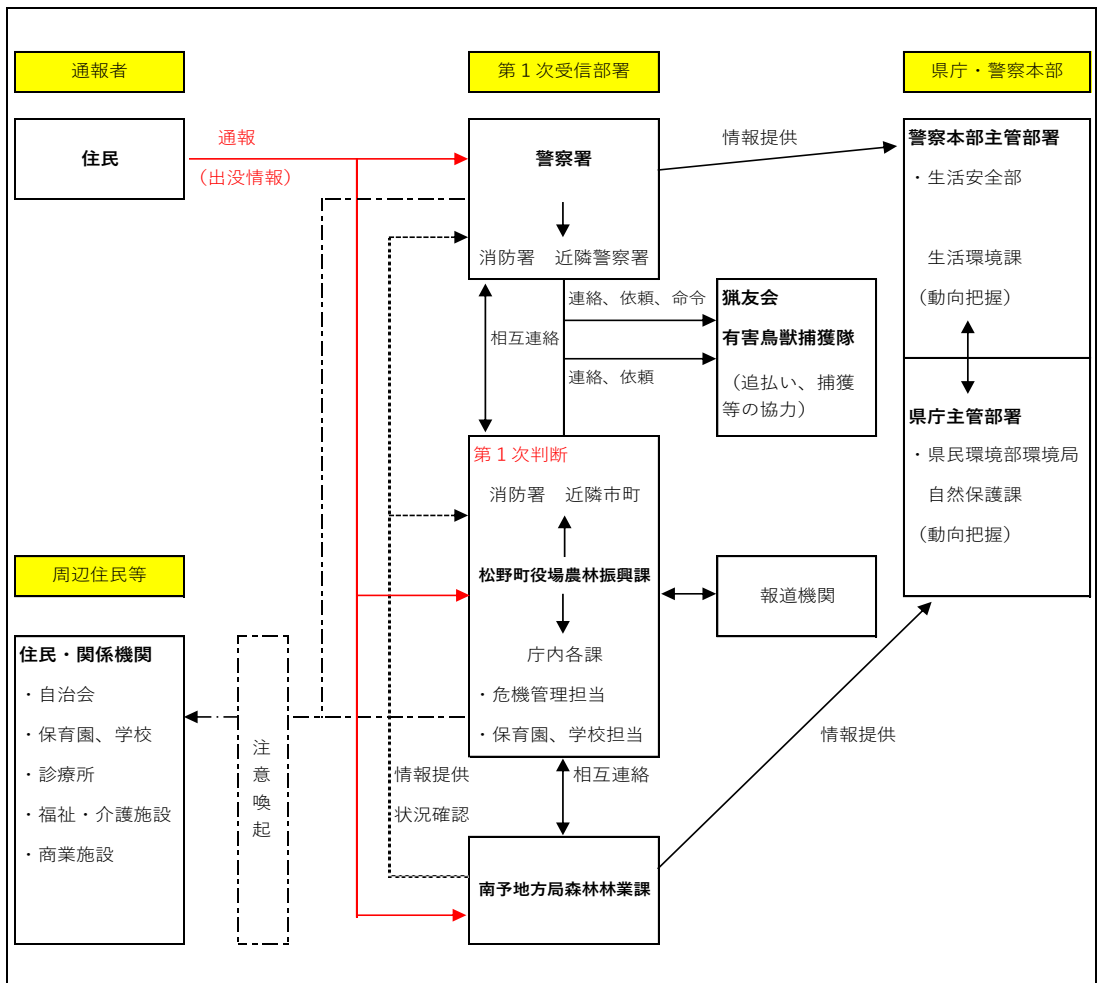 通報者
第１次受信部署
県庁・警察本部
住民
通報
（出没情報）
警察署
消防署　近隣警察署
情報提供
警察本部主管部署
・生活安全部
生活環境課
（動向把握）
相互連絡
連絡、依頼、命令
連絡、依頼
猟友会
有害鳥獣捕獲隊
（追払い、捕獲
等の協力）
県庁主管部署
・県民環境部環境局
自然保護課
（動向把握）
第１次判断
消防署　近隣市町
松野町役場農林振興課
庁内各課
・危機管理担当
・保育園、学校担当
報道機関
周辺住民等
住民・関係機関
・自治会
・保育園、学校
・診療所
・福祉・介護施設
・商業施設
注意喚起
情報提供
状況確認
相互連絡
情報提供
南予地方局森林林業課